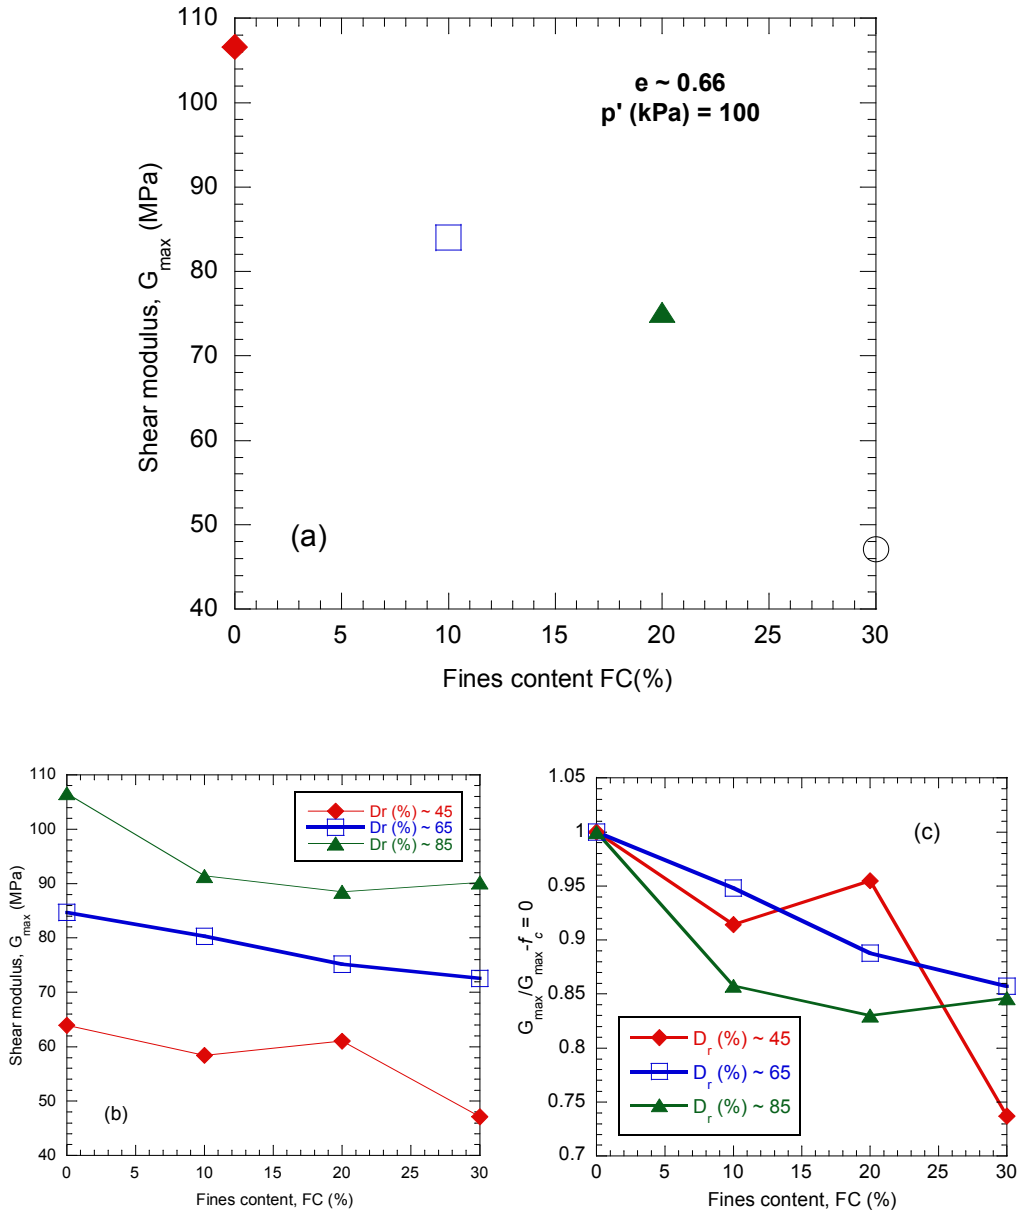 110
100
90
80
70
60
50
40
Shear modulus, G_max (MPa)
e ~ 0.66
p' (kPa) = 100
(a)
0 5 10 15 20 25 30
Fines content FC(%)
110
100
90
80
70
60
50
40
Shear modulus, G_max (MPa)
Dr (%) ~ 45
Dr (%) ~ 65
Dr (%) ~ 85
(b)
0 5 10 15 20 25 30
Fines content, FC (%)
1.05
1
0.95
0.9
0.85
0.8
0.75
0.7
G_max/G_max-f_c = 0
(c)
D_r (%) ~ 45
D_r (%) ~ 65
D_r (%) ~ 85
0 5 10 15 20 25 30
Fines content, FC (%)